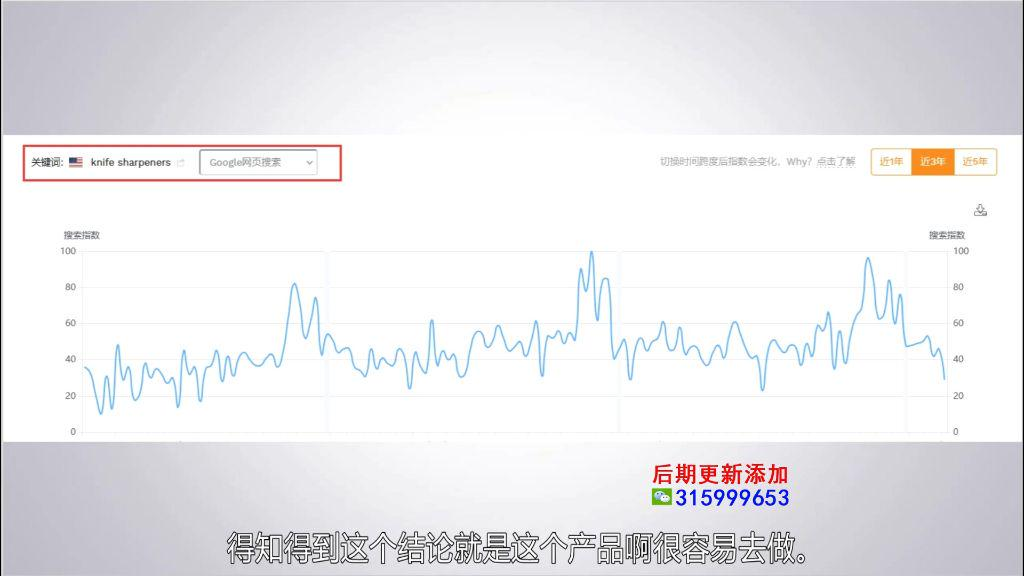 关键词: knife sharpeners Google网页搜索
切换时间跨度后指数会变化，Why? 点击了解 近1年 近3年 近5年
搜索指数 搜索指数
100 100
80 80
60 60
40 40
20 20
0 0
后期更新添加
315999653
得知得到这个结论就是这个产品啊很容易去做。